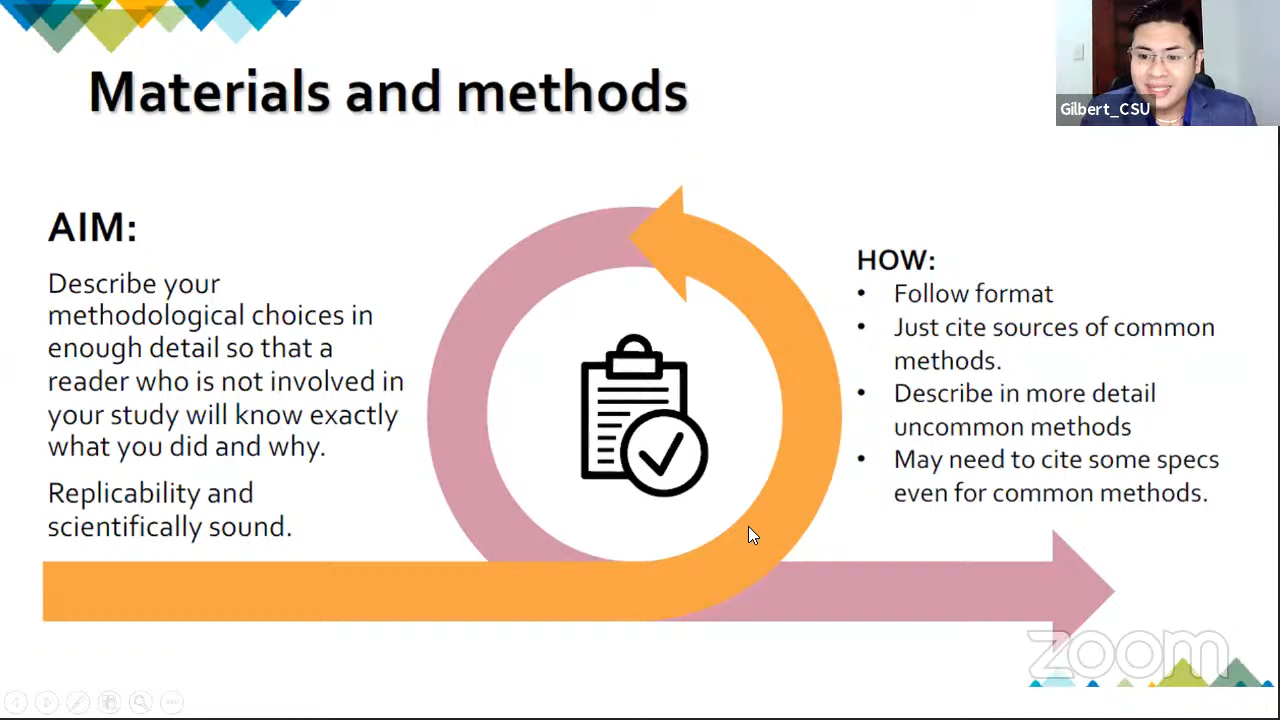 Materials and methods
Gilbert_CSU
AIM:
Describe your
methodological choices in
enough detail so that a
reader who is not involved in
your study will know exactly
what you did and why.
Replicability and
scientifically sound.
HOW:
• Follow format
• Just cite sources of common
methods.
• Describe in more detail
uncommon methods
• May need to cite some specs
even for common methods.
zoom